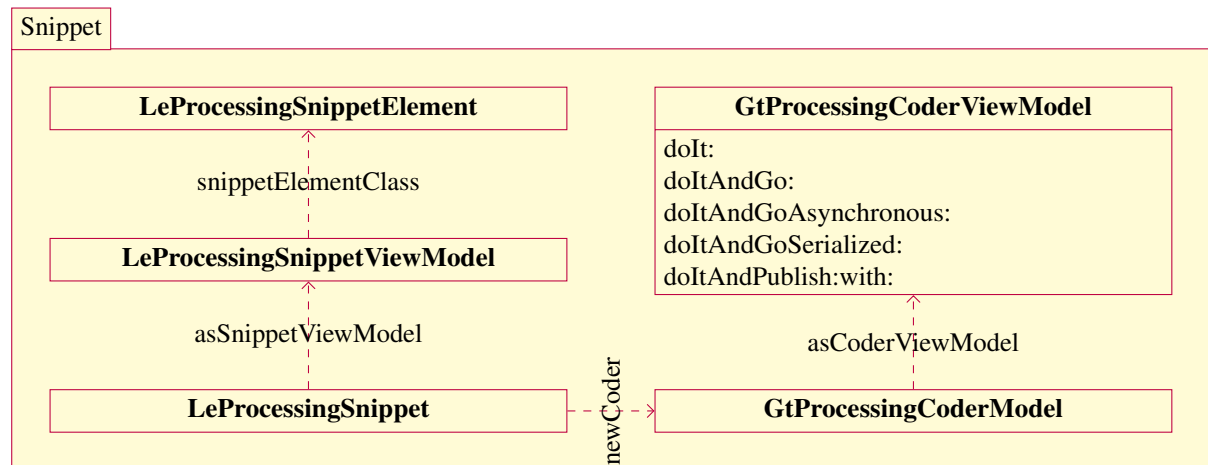 Snippet
LeProcessingSnippetElement
GtProcessingCoderViewModel
doIt:
doItAndGo:
doItAndGoAsynchronous:
doItAndGoSerialized:
doItAndPublish:with:
snippetElementClass
LeProcessingSnippetViewModel
asSnippetViewModel
asCoderViewModel
LeProcessingSnippet
newCoder
GtProcessingCoderModel